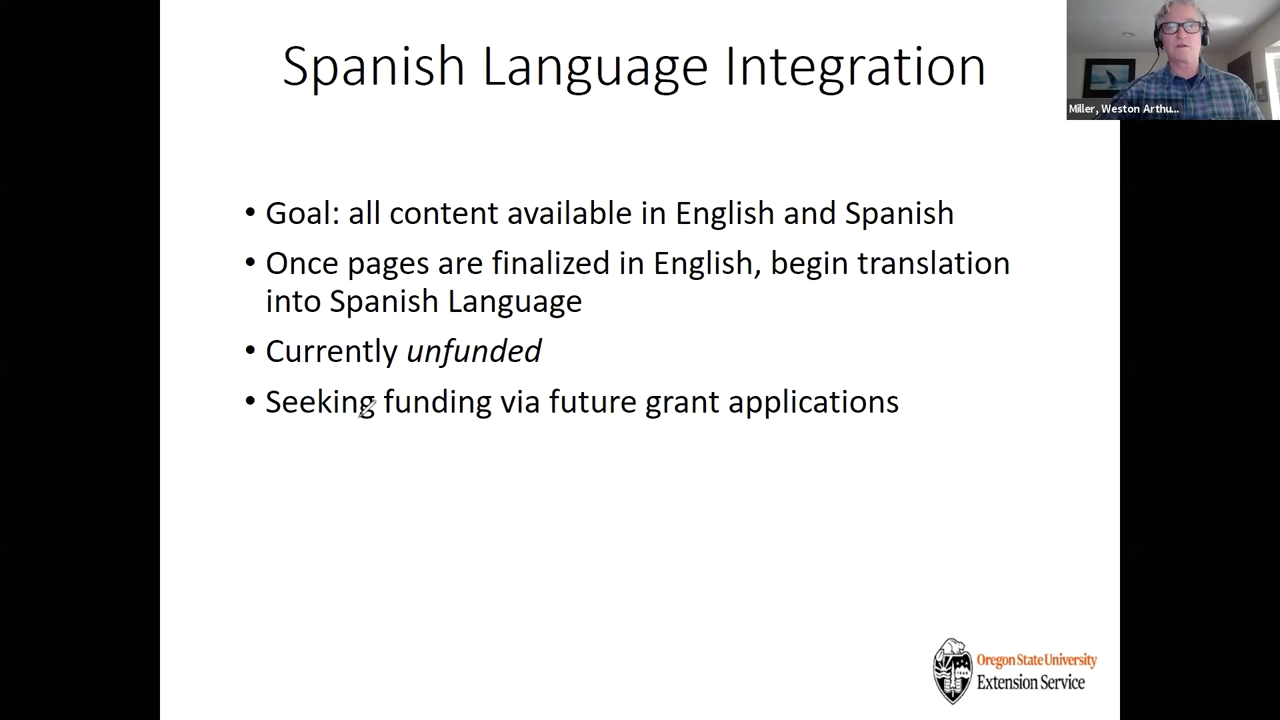 Spanish Language Integration
Miller, Weston Arthu...
• Goal: all content available in English and Spanish
• Once pages are finalized in English, begin translation
into Spanish Language
• Currently unfunded
• Seeking funding via future grant applications
Oregon State University
Extension Service